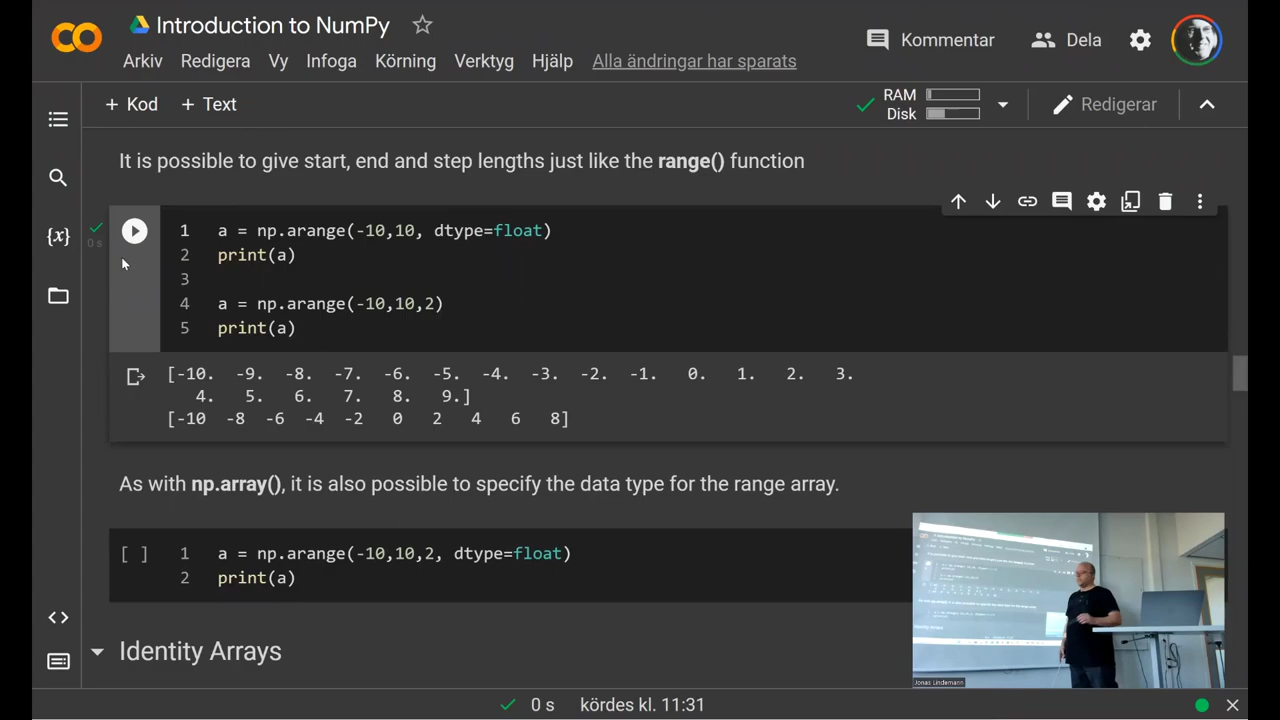 Introduction to NumPy
Kommentar
Dela
Arkiv Redigera Vy Infoga Körning Verktyg Hjälp Alla ändringar har sparats
+ Kod + Text
RAM
Disk
Redigerar
It is possible to give start, end and step lengths just like the range() function
{x}
0 s
1 a = np.arange(-10,10, dtype=float)
2 print(a)
3
4 a = np.arange(-10,10,2)
5 print(a)
[-10. -9. -8. -7. -6. -5. -4. -3. -2. -1. 0. 1. 2. 3.
4. 5. 6. 7. 8. 9.]
[-10 -8 -6 -4 -2 0 2 4 6 8]
As with np.array(), it is also possible to specify the data type for the range array.
[ ] 1 a = np.arange(-10,10,2, dtype=float)
2 print(a)
Identity Arrays
Jonas Lindemann
0 s kördes kl. 11:31